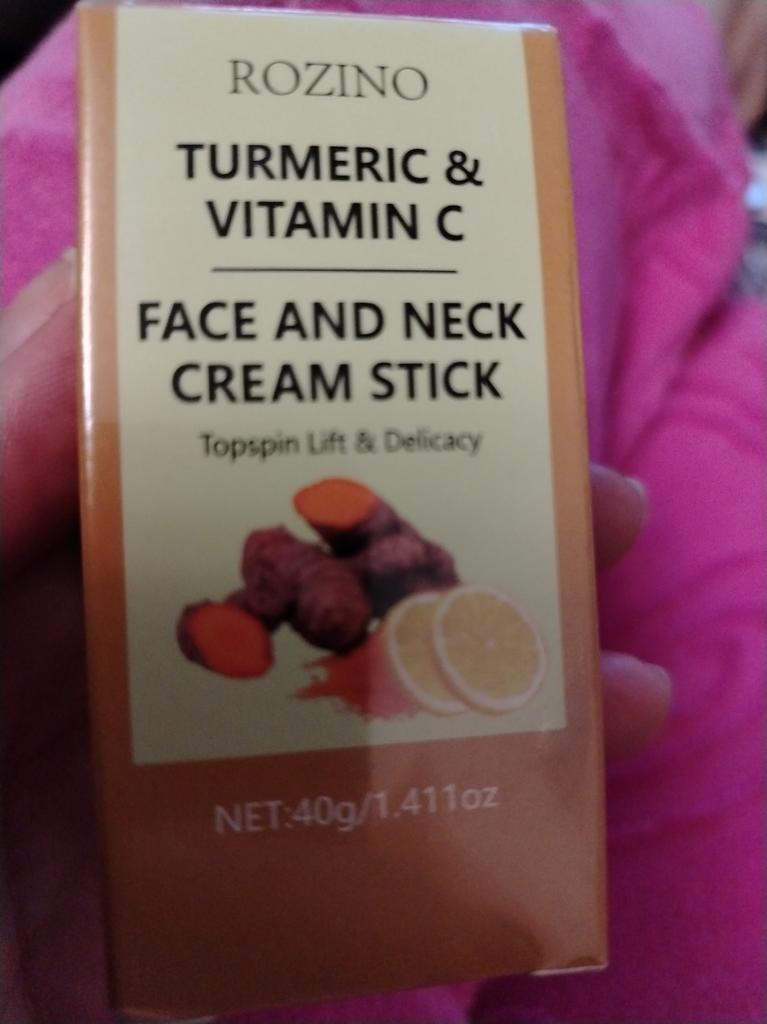 ROZINO
TURMERIC &
VITAMIN C
FACE AND NECK
CREAM STICK
Topspin Lift & Delicacy
NET:40g/1.411oz